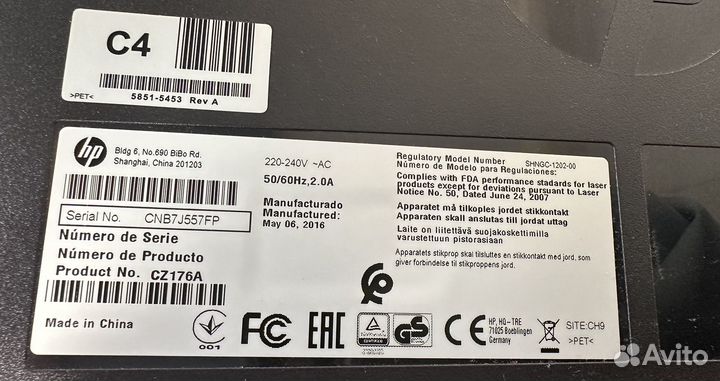 C4
>PET<
5851-5453 Rev A
hp
Bldg 6, No.690 BiBo Rd.
Shanghai, China 201203
Serial No. CNB7J557FP
Número de Serie
Número de Producto
Product No. CZ176A
Made in China
220-240V ~AC
50/60Hz,2.0A
Manufacturado
Manufactured:
May 06, 2016
Regulatory Model Number SHNGC-1202-00
Número de Modelo para Regulaciones:
Complies with FDA performance stadards for laser
products except for deviations pursuant to Laser
Notice No. 50, Dated June 24, 2007
Apparatet må tilkoples jordet stikkontakt
Apparaten skall anslutas till jordat uttag
Laite on liitettävä suojakoskettimilla
varustettuun pistorasiaan
Apparatets stikprop skal tilsluttes en stikkontakt med jord, som
giver forbindelse til stikproppens jord.
001
FC
EAC
GS
CE
HP, HQ-TRE
71025 Boeblingen
Germany
SITE:CH9
>PET<
Avito